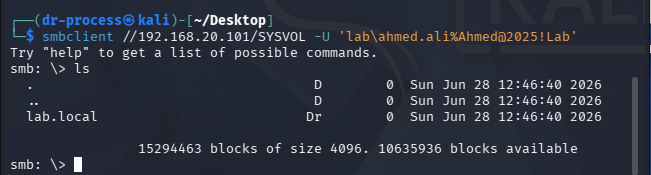 ┌──(dr-process㉿kali)-[~/Desktop]
└─$ smbclient //192.168.20.101/SYSVOL -U 'lab\ahmed.ali%Ahmed@2025!Lab'
Try "help" to get a list of possible commands.
smb: \> ls
  .                                   D        0  Sun Jun 28 12:46:40 2026
  ..                                  D        0  Sun Jun 28 12:46:40 2026
  lab.local                          Dr        0  Sun Jun 28 12:46:40 2026
                15294463 blocks of size 4096. 10635936 blocks available
smb: \>